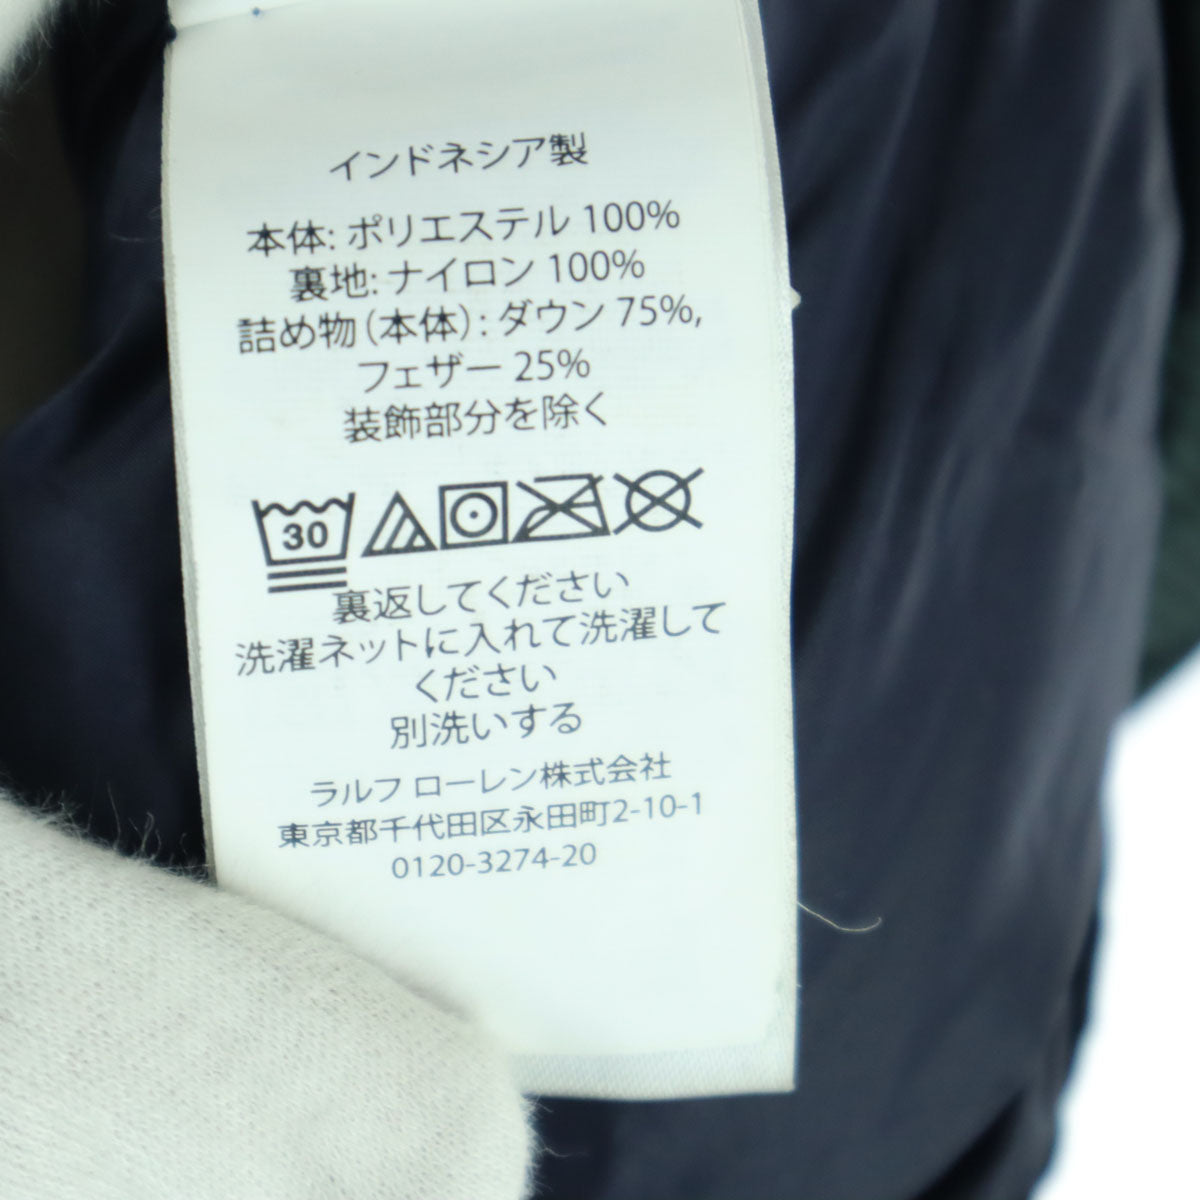 インドネシア製
本体: ポリエステル 100%
裏地: ナイロン 100%
詰め物 (本体) : ダウン 75%,
フェザー 25%
装飾部分を除く
30
裏返してください
洗濯ネットに入れて洗濯して
ください
別洗いする
ラルフ ローレン株式会社
東京都千代田区永田町2-10-1
0120-3274-20